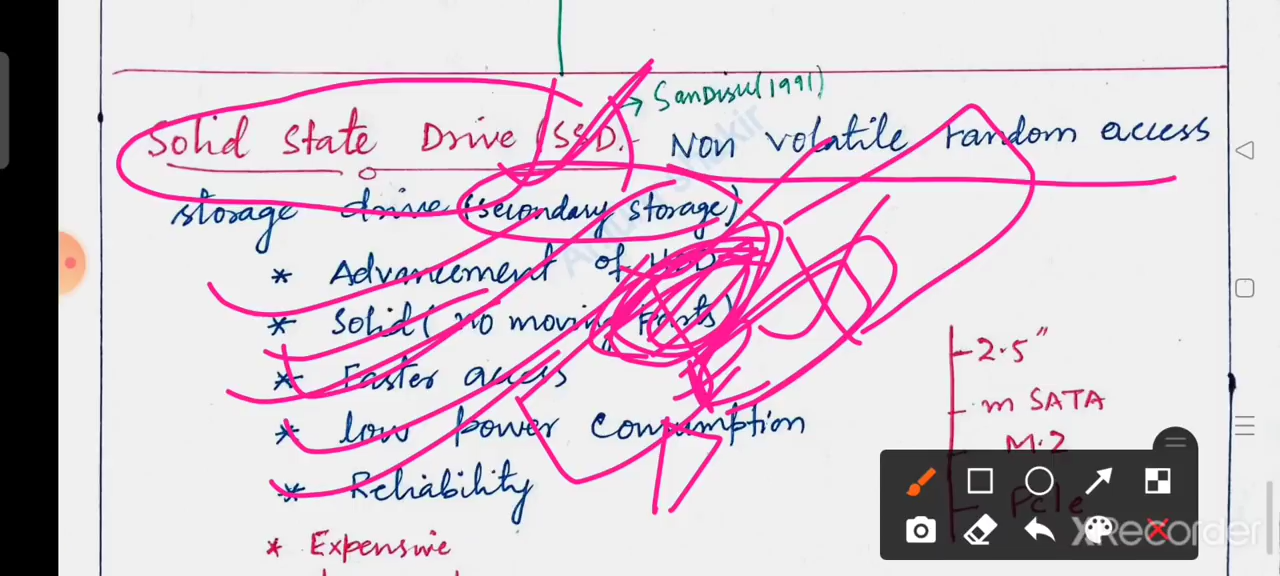 → SanDisk(1991)
Solid State Drive (SSD). Non volatile random access
storage drive (secondary storage)
* Advancement of HDD
* Solid ( no moving Parts)
* Faster access
* low power consumption
* Reliability
* Expensive
2.5"
m SATA
M.2
PcIe
XRecorder